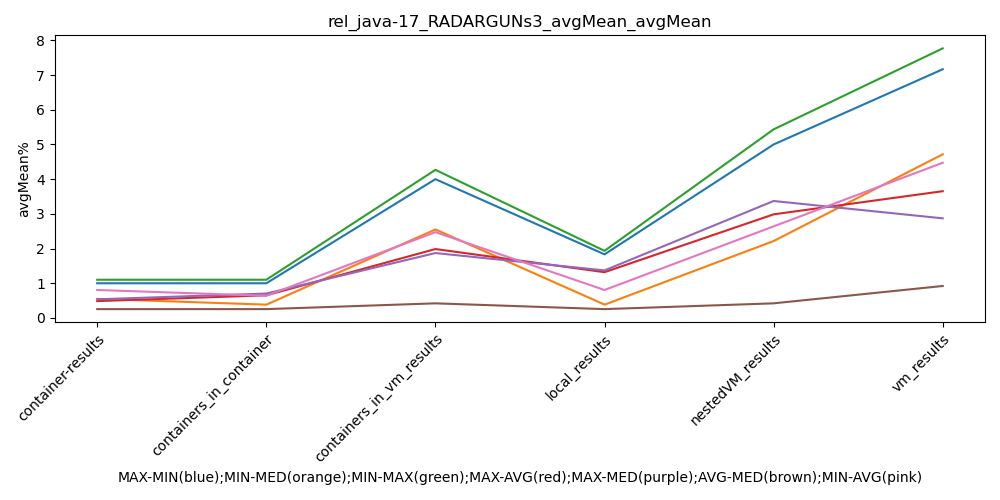 rel_java-17_RADARGUNs3_avgMean_avgMean
avgMean%
8
7
6
5
4
3
2
1
0
container-results
containers_in_container
containers_in_vm_results
local_results
nestedVM_results
vm_results
MAX-MIN(blue);MIN-MED(orange);MIN-MAX(green);MAX-AVG(red);MAX-MED(purple);AVG-MED(brown);MIN-AVG(pink)